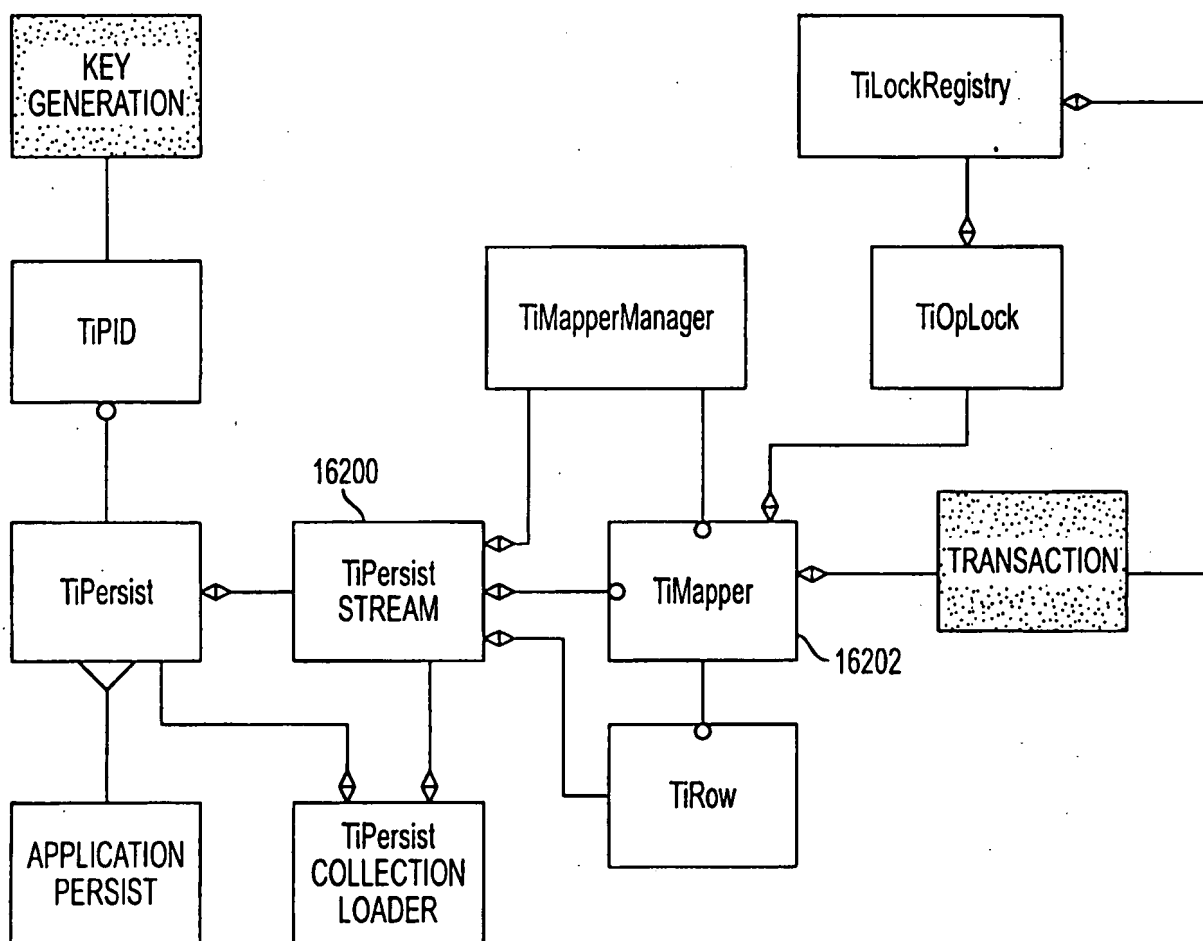 KEY
GENERATION
TiLockRegistry
TiPID
TiMapperManager
TiOpLock
16200
TiPersist
TiPersist
STREAM
TiMapper
TRANSACTION
16202
APPLICATION
PERSIST
TiPersist
COLLECTION
LOADER
TiRow